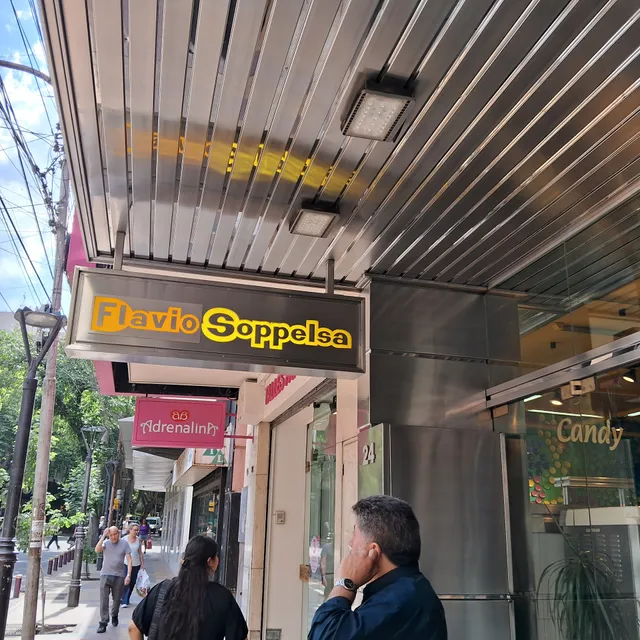 Flavio Soppelsa
AdrenalinA
24
Candy